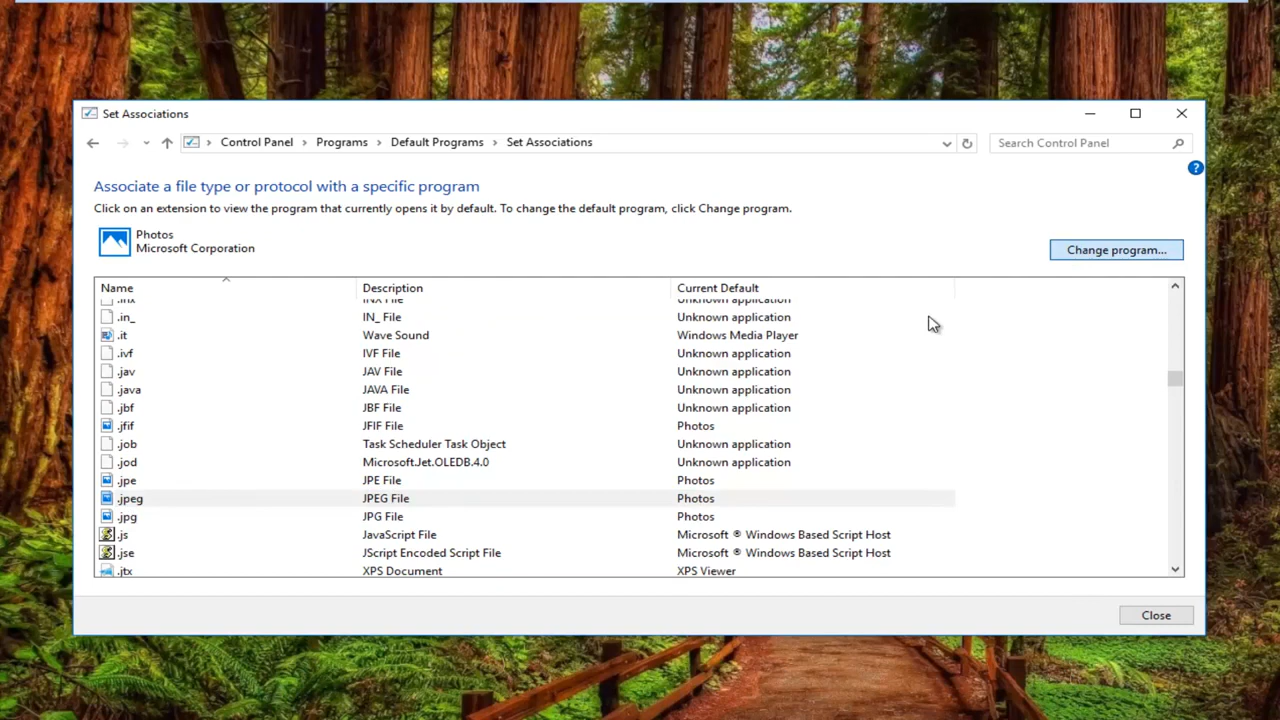 Set Associations
Control Panel > Programs > Default Programs > Set Associations
Search Control Panel
?
Associate a file type or protocol with a specific program
Click on an extension to view the program that currently opens it by default. To change the default program, click Change program.
Photos
Microsoft Corporation
Change program...
Name Description Current Default
.inx INX File Unknown application
.in_ IN_ File Unknown application
.it Wave Sound Windows Media Player
.ivf IVF File Unknown application
.jav JAV File Unknown application
.java JAVA File Unknown application
.jbf JBF File Unknown application
.jfif JFIF File Photos
.job Task Scheduler Task Object Unknown application
.jod Microsoft.Jet.OLEDB.4.0 Unknown application
.jpe JPE File Photos
.jpeg JPEG File Photos
.jpg JPG File Photos
.js JavaScript File Microsoft ® Windows Based Script Host
.jse JScript Encoded Script File Microsoft ® Windows Based Script Host
.jtx XPS Document XPS Viewer
Close